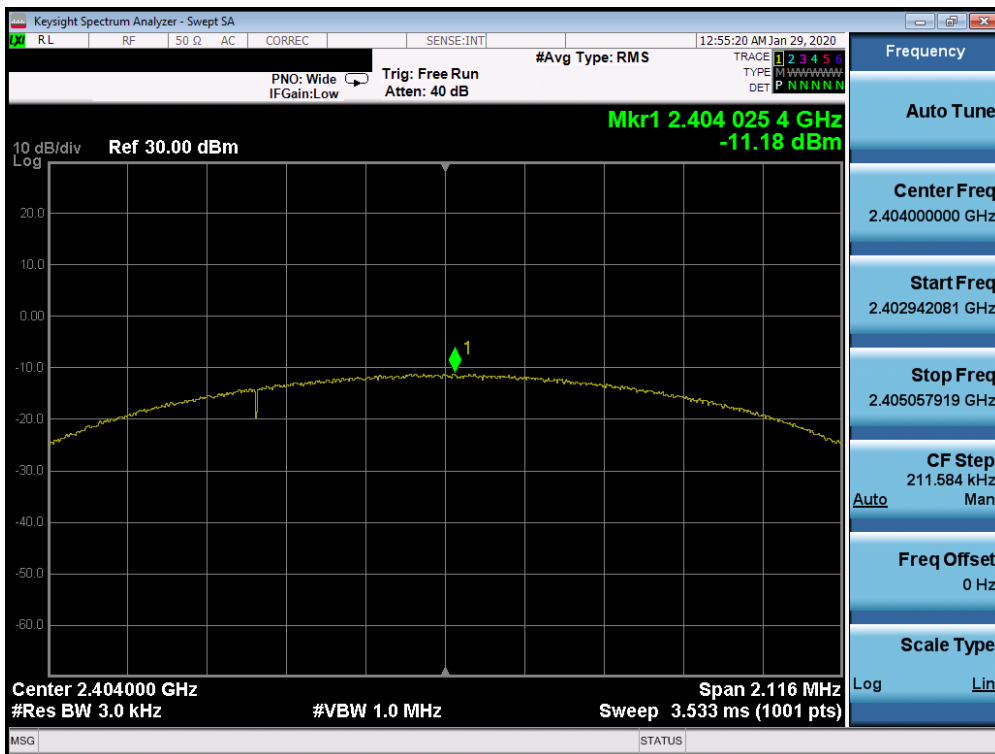 Keysight Spectrum Analyzer - Swept SA
LXI RL RF 50 Ω AC CORREC SENSE:INT 12:55:20 AM Jan 29, 2020
PNO: Wide
IFGain:Low
Trig: Free Run
Atten: 40 dB
#Avg Type: RMS
TRACE 1 2 3 4 5 6
TYPE M WWWWW
DET P N N N N N
Mkr1 2.404 025 4 GHz
-11.18 dBm
10 dB/div Ref 30.00 dBm
Log
20.0
10.0
0.00
-10.0
-20.0
-30.0
-40.0
-50.0
-60.0
1
Center 2.404000 GHz Span 2.116 MHz
#Res BW 3.0 kHz #VBW 1.0 MHz Sweep 3.533 ms (1001 pts)
MSG STATUS
Frequency
Auto Tune
Center Freq
2.404000000 GHz
Start Freq
2.402942081 GHz
Stop Freq
2.405057919 GHz
CF Step
211.584 kHz
Auto Man
Freq Offset
0 Hz
Scale Type
Log Lin